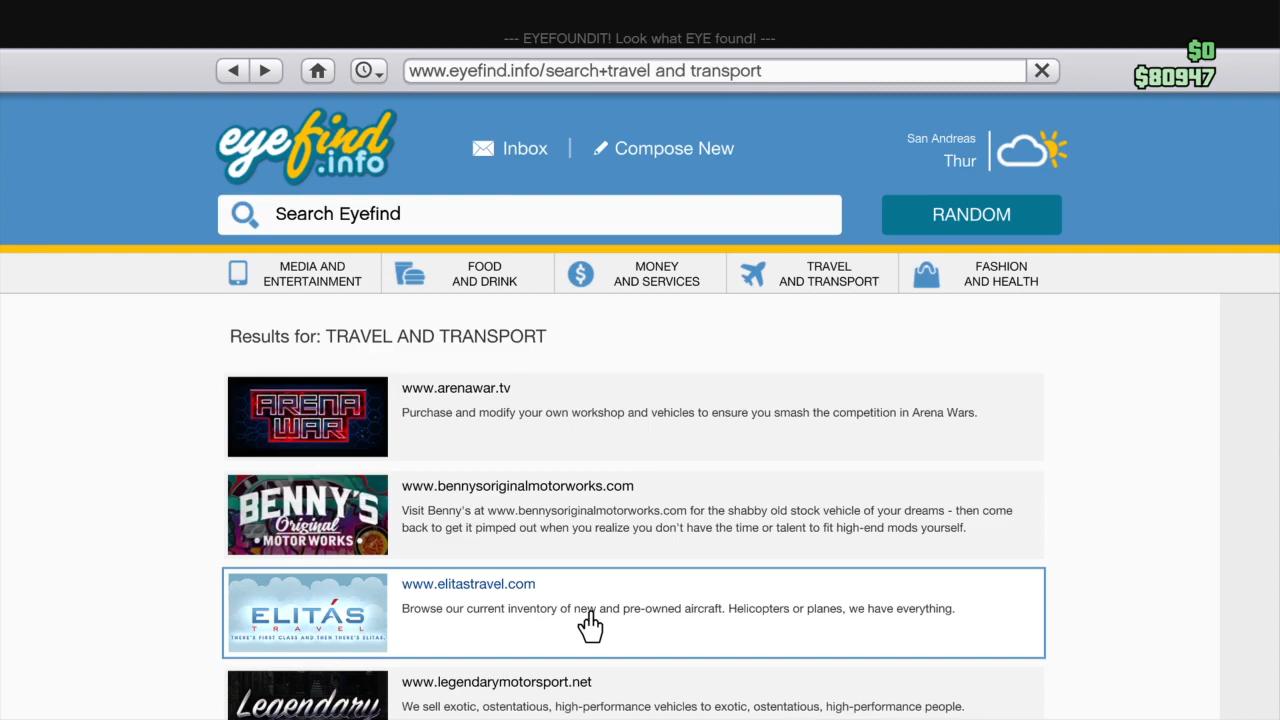 --- EYEFOUNDIT! Look what EYE found! ---
$0
www.eyefind.info/search+travel and transport
$80947
eyefind
.info
Inbox
Compose New
San Andreas
Thur
Search Eyefind
RANDOM
MEDIA AND
ENTERTAINMENT
FOOD
AND DRINK
MONEY
AND SERVICES
TRAVEL
AND TRANSPORT
FASHION
AND HEALTH
Results for: TRAVEL AND TRANSPORT
ARENA
WAR
www.arenawar.tv
Purchase and modify your own workshop and vehicles to ensure you smash the competition in Arena Wars.
BENNY'S
Original
MOTOR WORKS
www.bennysoriginalmotorworks.com
Visit Benny's at www.bennysoriginalmotorworks.com for the shabby old stock vehicle of your dreams - then come
back to get it pimped out when you realize you don't have the time or talent to fit high-end mods yourself.
ELITÁS
TRAVEL
THERE'S FIRST CLASS AND THEN THERE'S ELITAS.
www.elitastravel.com
Browse our current inventory of new and pre-owned aircraft. Helicopters or planes, we have everything.
Legendary
www.legendarymotorsport.net
We sell exotic, ostentatious, high-performance vehicles to exotic, ostentatious, high-performance people.